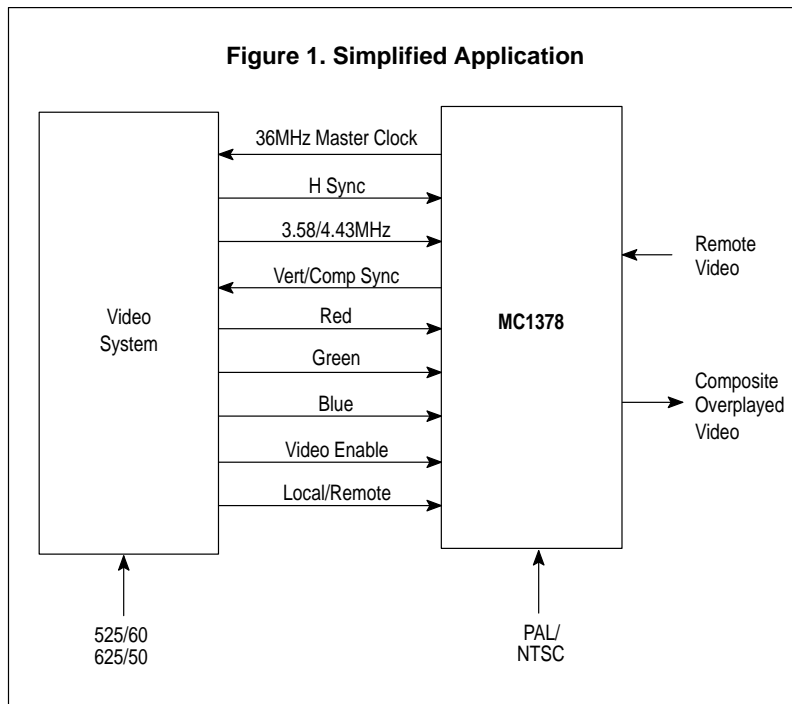 Figure 1. Simplified Application
36MHz Master Clock
H Sync
3.58/4.43MHz
Vert/Comp Sync
Red
Green
Blue
Video Enable
Local/Remote
Video
System
MC1378
Remote
Video
Composite
Overplayed
Video
525/60
625/50
PAL/
NTSC